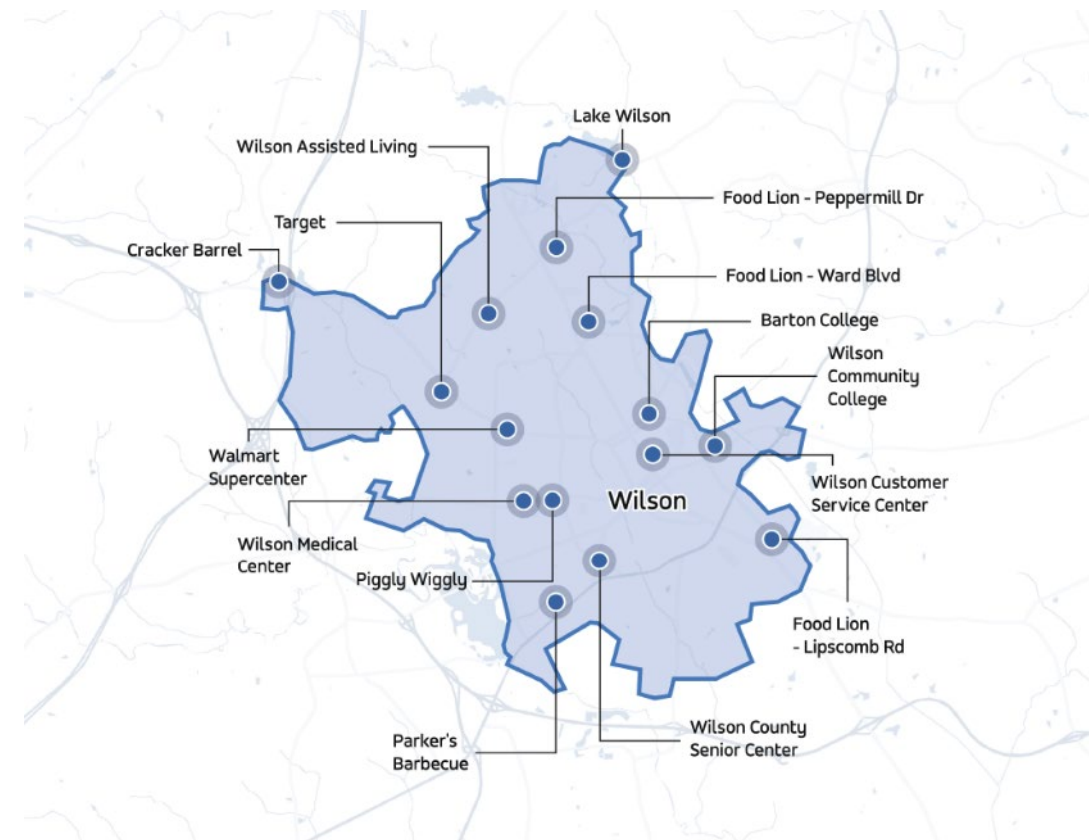 Lake Wilson
Wilson Assisted Living
Food Lion - Peppermill Dr
Target
Cracker Barrel
Food Lion - Ward Blvd
Barton College
Wilson
Community
College
Walmart
Supercenter
Wilson Customer
Service Center
Wilson
Wilson Medical
Center
Piggly Wiggly
Food Lion
- Lipscomb Rd
Parker's
Barbecue
Wilson County
Senior Center